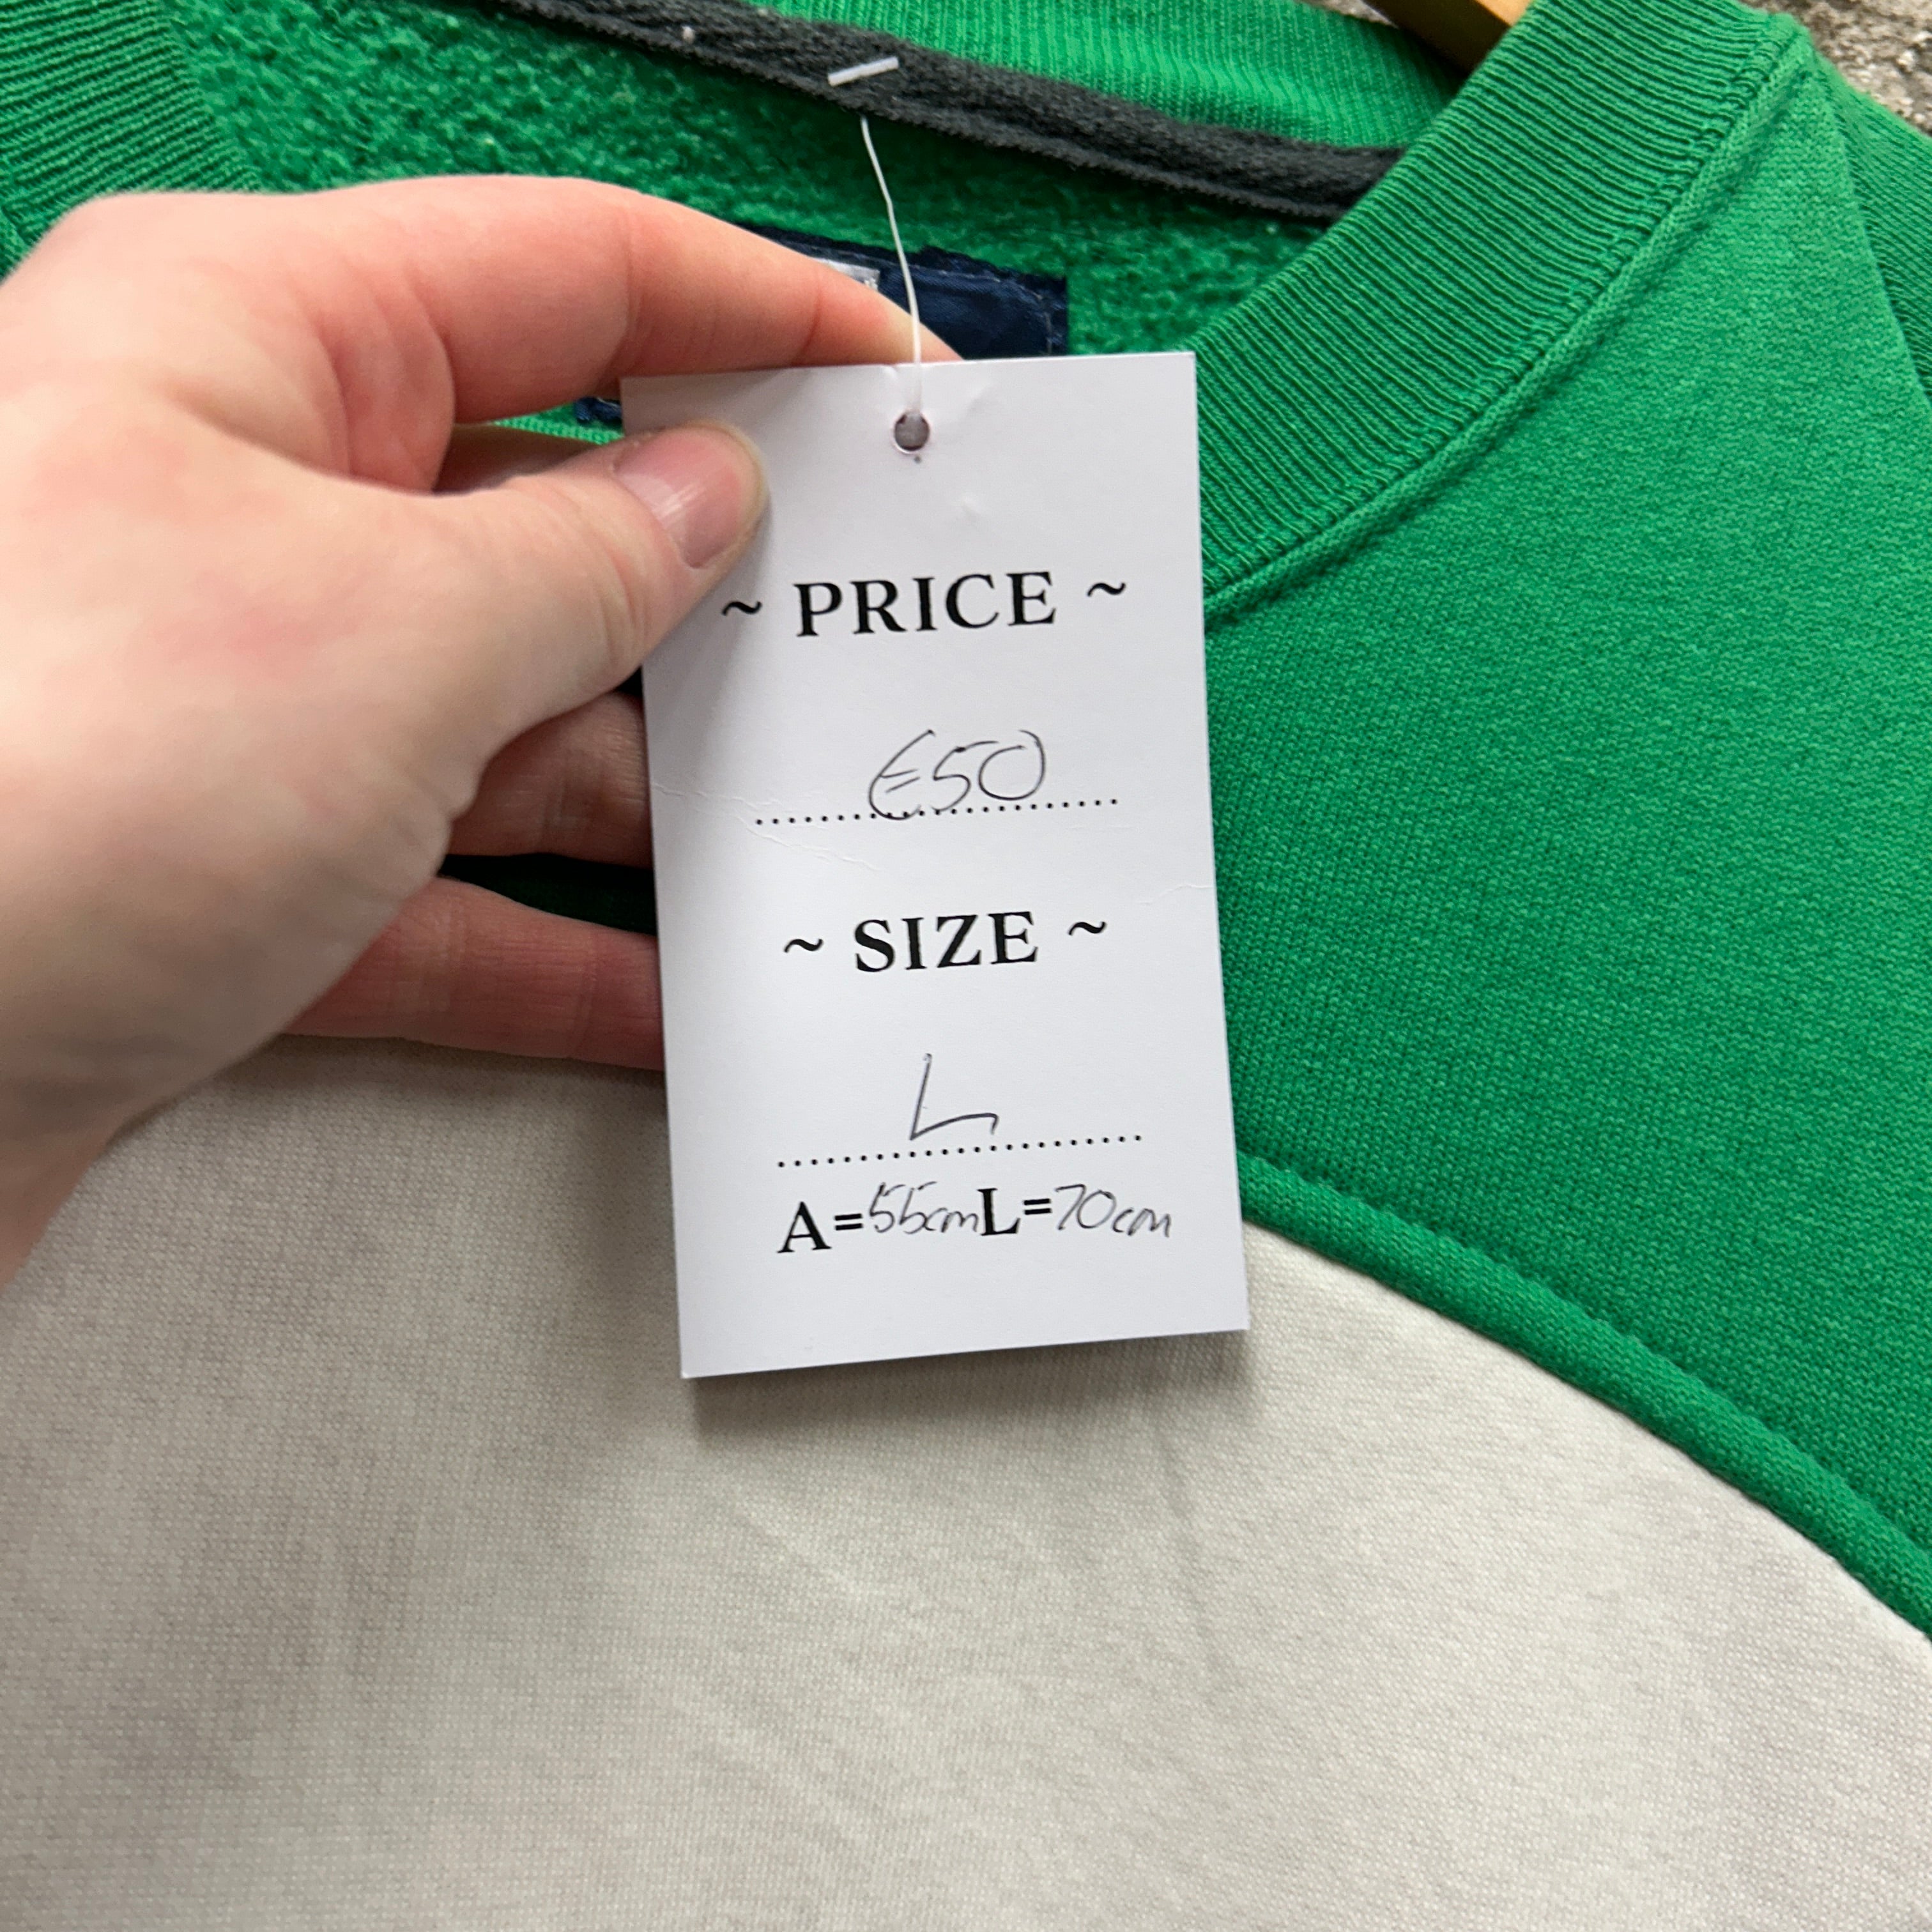 ~ PRICE ~
€50
~ SIZE ~
L
A=55cm L=70cm